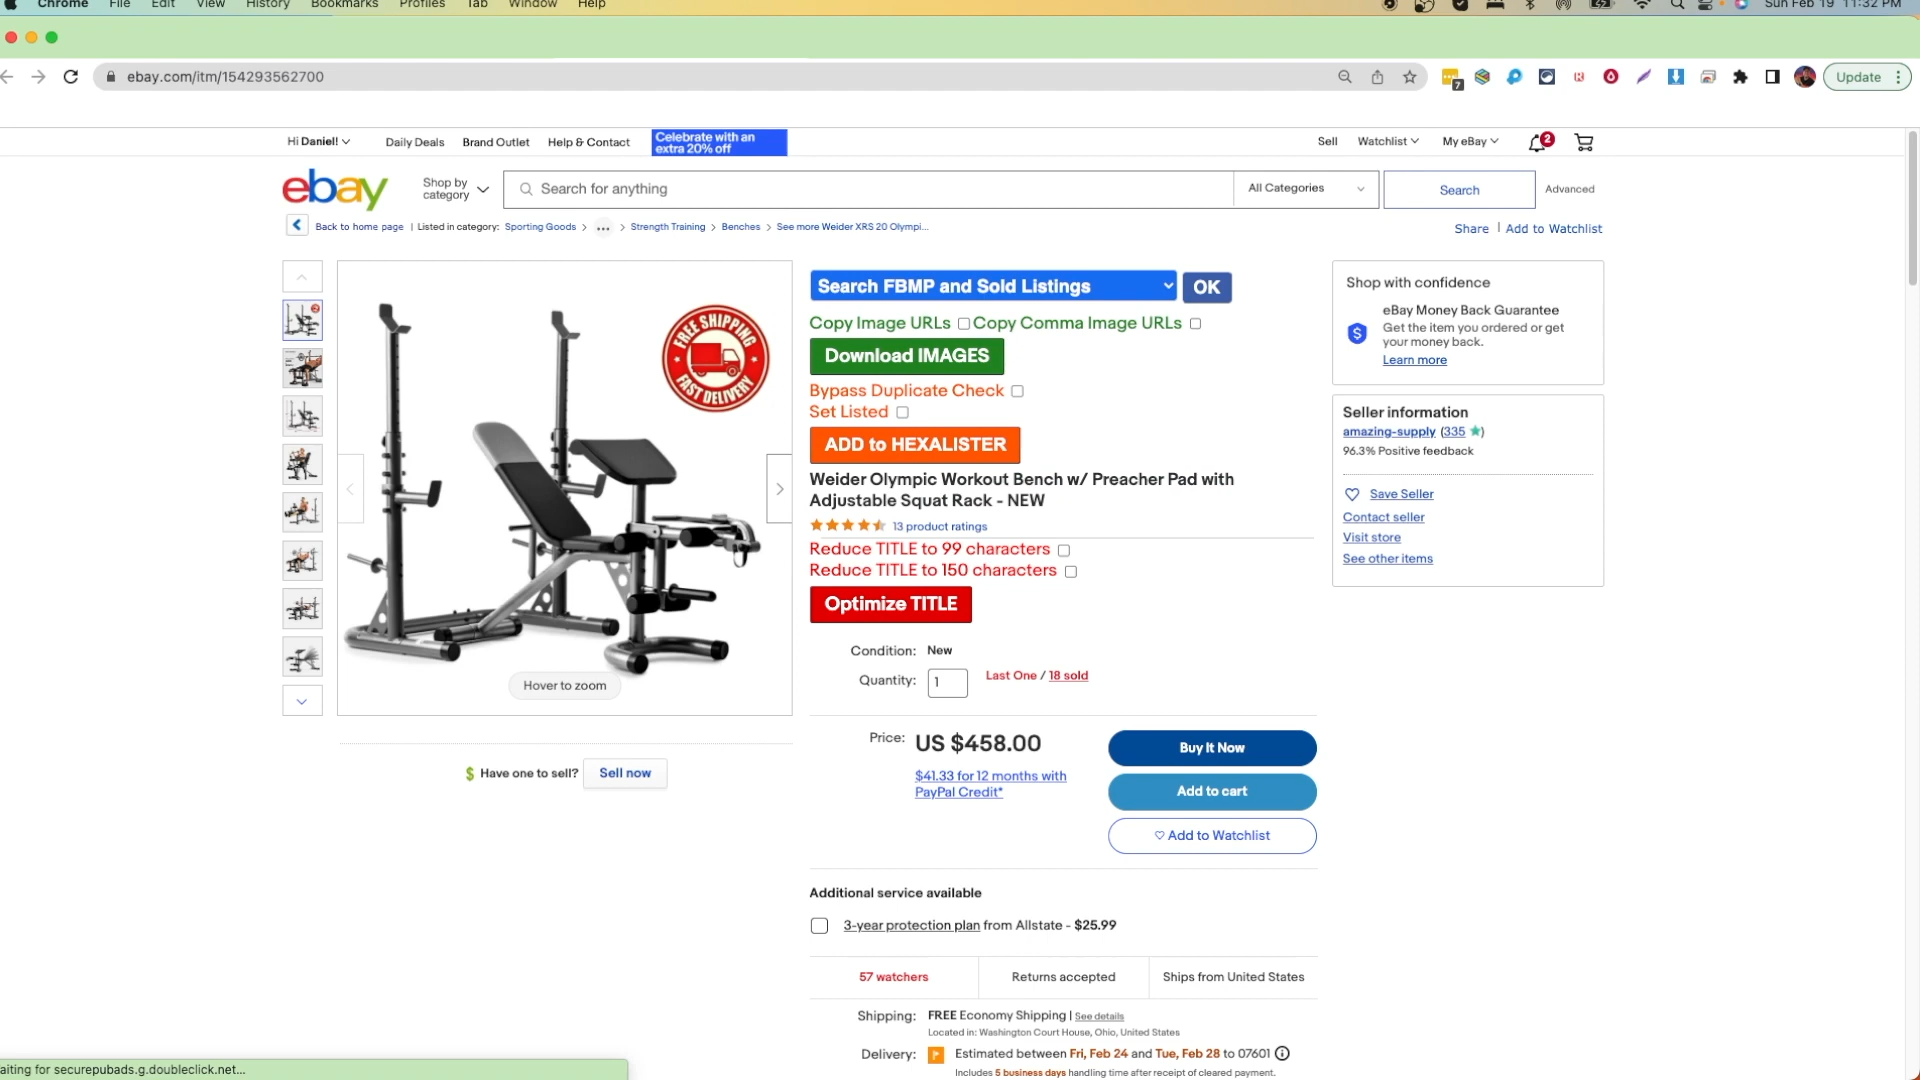 Chrome File Edit View History Bookmarks Profiles Tab Window Help Sun Feb 19 11:32 PM
ebay.com/itm/154293562700
7
Update
Hi Daniel! Daily Deals Brand Outlet Help & Contact
Celebrate with an
extra 20% off
Sell Watchlist My eBay 2
ebay
Shop by
category
Search for anything
All Categories
Search
Advanced
Back to home page | Listed in category: Sporting Goods > ... > Strength Training > Benches > See more Weider XRS 20 Olympi...
Share | Add to Watchlist
FREE SHIPPING
FAST DELIVERY
Hover to zoom
Have one to sell? Sell now
Search FBMP and Sold Listings OK
Copy Image URLs Copy Comma Image URLs
Download IMAGES
Bypass Duplicate Check
Set Listed
ADD to HEXALISTER
Weider Olympic Workout Bench w/ Preacher Pad with
Adjustable Squat Rack - NEW
13 product ratings
Reduce TITLE to 99 characters
Reduce TITLE to 150 characters
Optimize TITLE
Condition: New
Quantity: 1 Last One / 18 sold
Price: US $458.00
$41.33 for 12 months with
PayPal Credit*
Buy It Now
Add to cart
Add to Watchlist
Additional service available
3-year protection plan from Allstate - $25.99
57 watchers Returns accepted Ships from United States
Shipping: FREE Economy Shipping | See details
Located in: Washington Court House, Ohio, United States
Delivery: Estimated between Fri, Feb 24 and Tue, Feb 28 to 07601
Includes 5 business days handling time after receipt of cleared payment.
Shop with confidence
eBay Money Back Guarantee
Get the item you ordered or get
your money back.
Learn more
Seller information
amazing-supply (335)
96.3% Positive feedback
Save Seller
Contact seller
Visit store
See other items
aiting for securepubads.g.doubleclick.net...